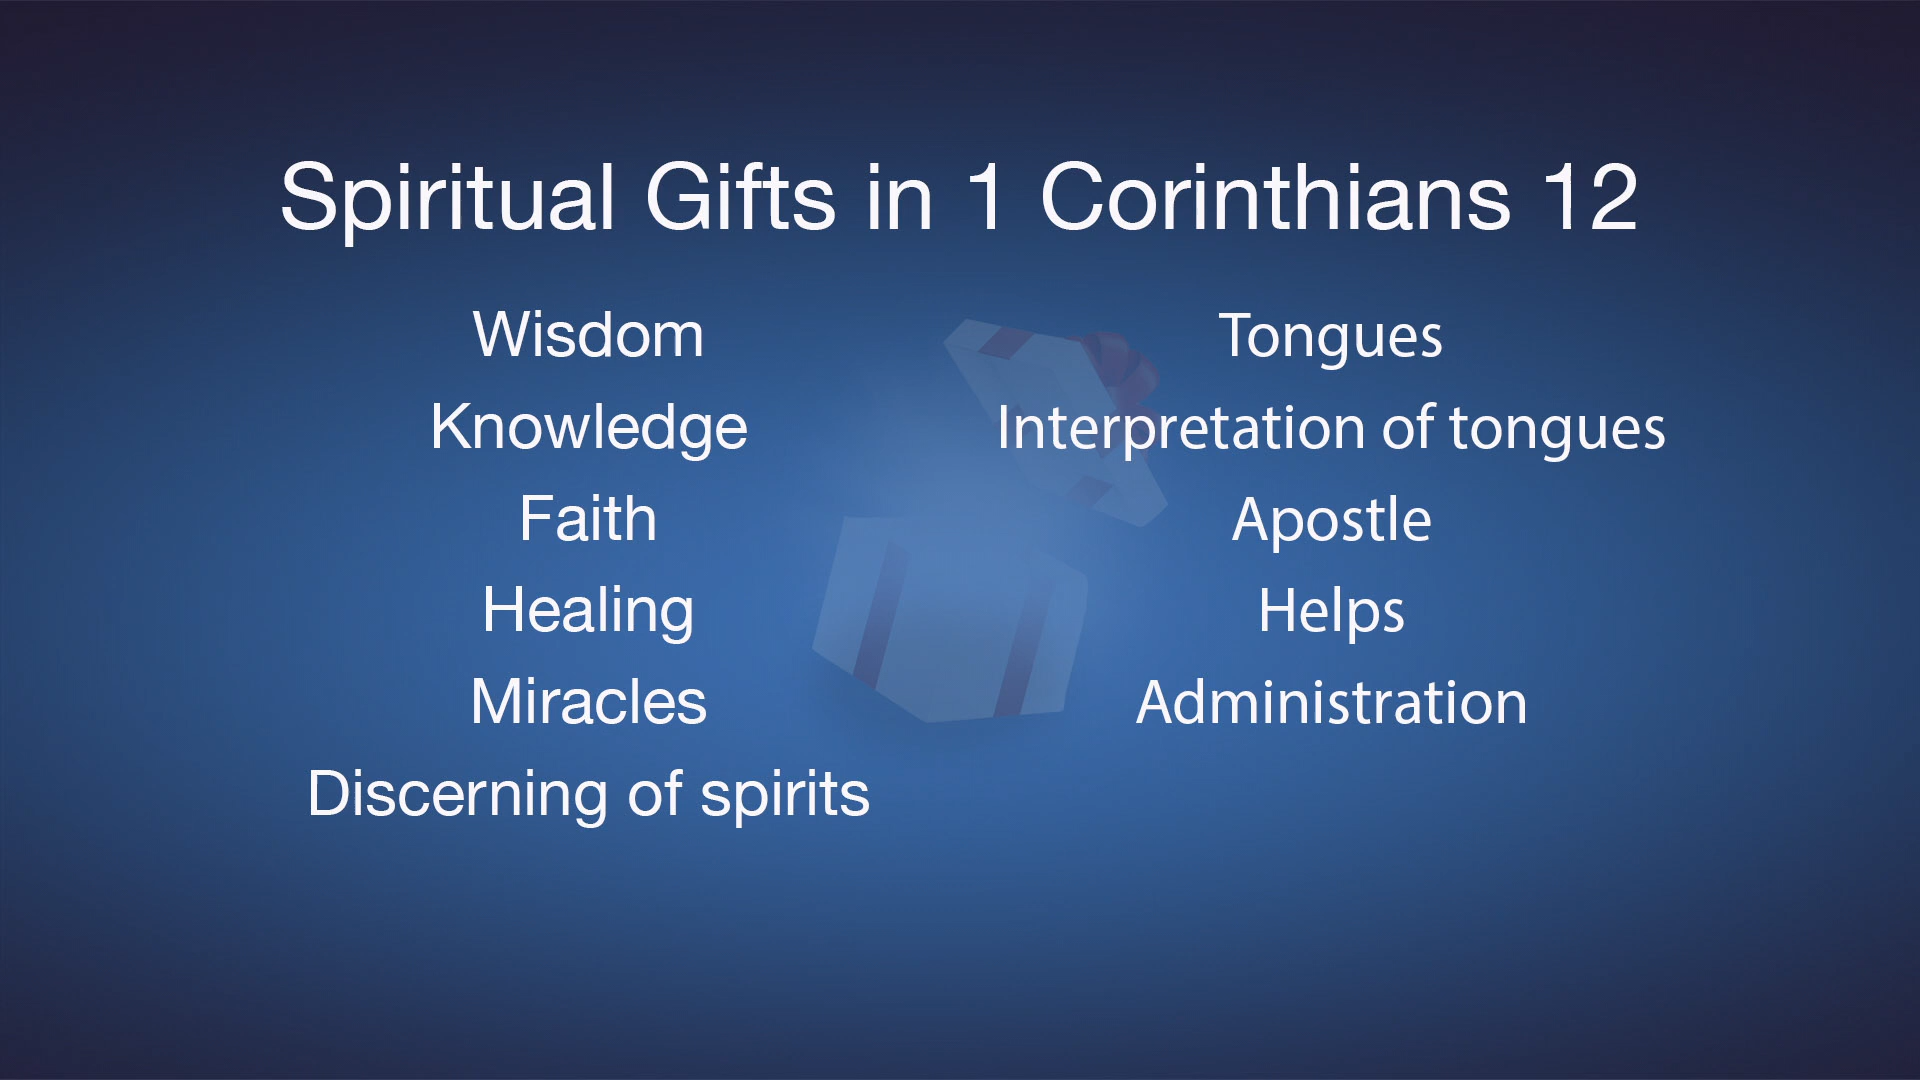 Spiritual Gifts in 1 Corinthians 12
Wisdom
Knowledge
Faith
Healing
Miracles
Discerning of spirits
Tongues
Interpretation of tongues
Apostle
Helps
Administration